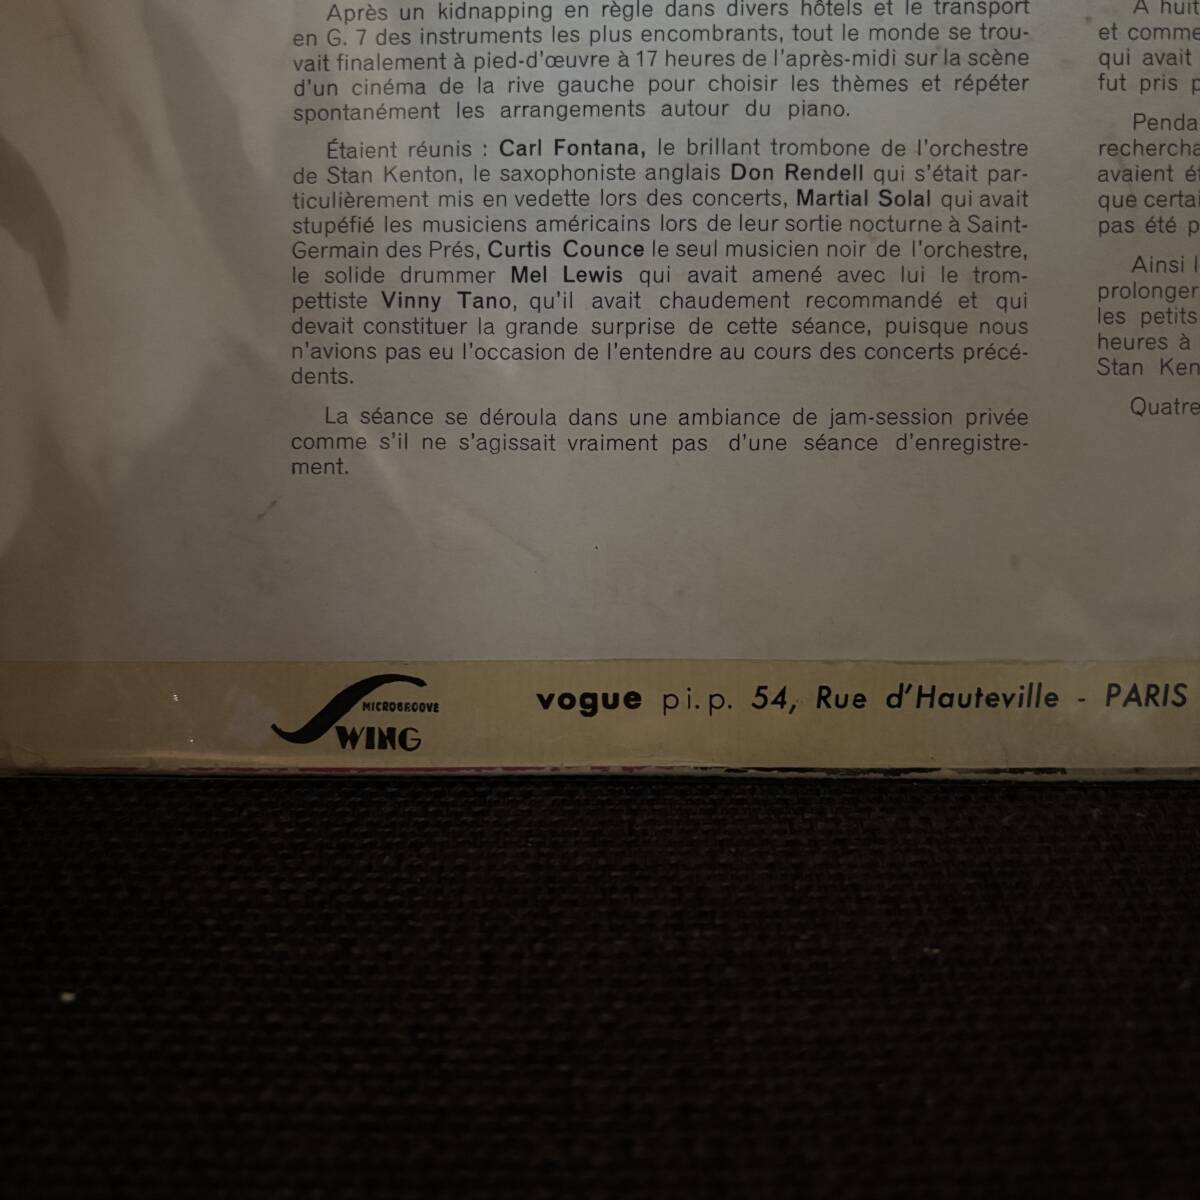 Après un kidnapping en règle dans divers hôtels et le transport
en G. 7 des instruments les plus encombrants, tout le monde se trou-
vait finalement à pied-d'œuvre à 17 heures de l'après-midi sur la scène
d'un cinéma de la rive gauche pour choisir les thèmes et répéter
spontanément les arrangements autour du piano.
Étaient réunis : Carl Fontana, le brillant trombone de l'orchestre
de Stan Kenton, le saxophoniste anglais Don Rendell qui s'était par-
ticulièrement mis en vedette lors des concerts, Martial Solal qui avait
stupéfié les musiciens américains lors de leur sortie nocturne à Saint-
Germain des Prés, Curtis Counce le seul musicien noir de l'orchestre,
le solide drummer Mel Lewis qui avait amené avec lui le trom-
pettiste Vinny Tano, qu'il avait chaudement recommandé et qui
devait constituer la grande surprise de cette séance, puisque nous
n'avions pas eu l'occasion de l'entendre au cours des concerts précé-
dents.
La séance se déroula dans une ambiance de jam-session privée
comme s'il ne s'agissait vraiment pas d'une séance d'enregistre-
ment.
A huit
et comme
qui avait
fut pris p
Penda
rechercha
avaient ét
que certai
pas été p
Ainsi l
prolonger
les petits
heures à
Stan Ken
Quatre
MICROGROOVE
SWING
vogue p.i.p. 54, Rue d'Hauteville - PARIS